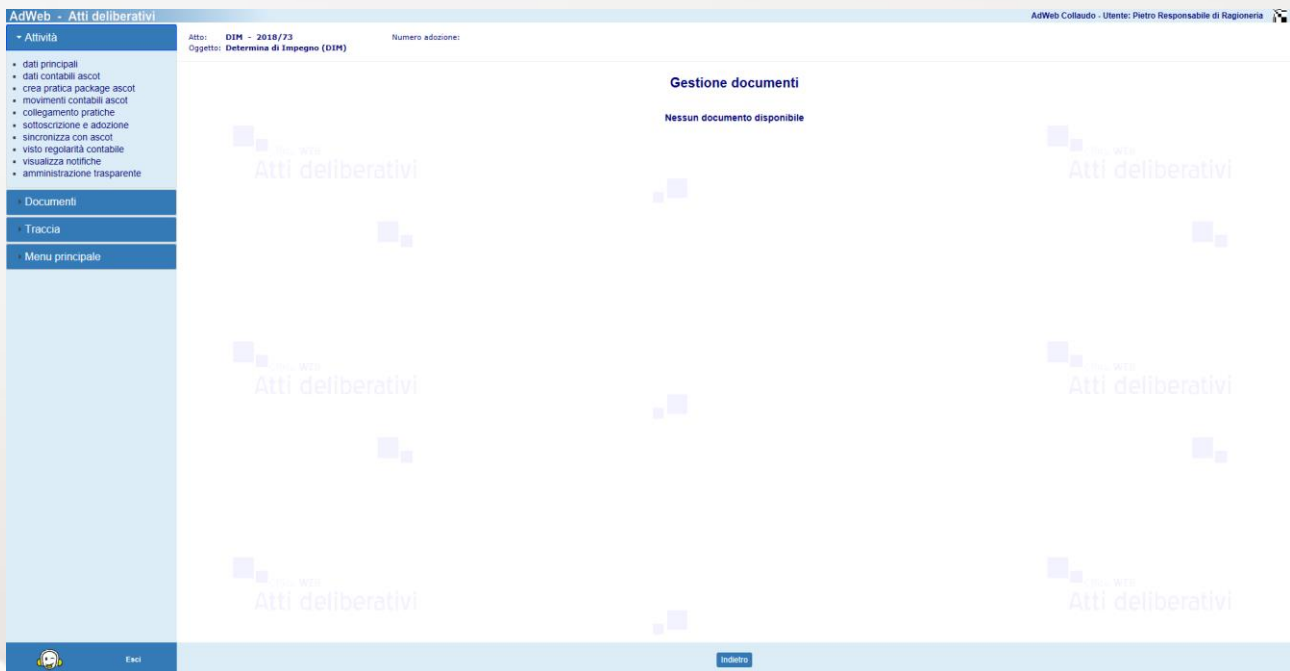 AdWeb - Atti deliberativi
AdWeb Collaudo - Utente: Pietro Responsabile di Ragioneria
Attività
dati principali
dati contabili ascot
crea pratica package ascot
movimenti contabili ascot
collegamento pratiche
sottoscrizione e adozione
sincronizza con ascot
visto regolarità contabile
visualizza notifiche
amministrazione trasparente
Documenti
Traccia
Menu principale
Atto: DIM - 2018/73 Numero adozione:
Oggetto: Determina di Impegno (DIM)
Gestione documenti
Nessun documento disponibile
Atti deliberativi
Atti deliberativi
Atti deliberativi
Atti deliberativi
Atti deliberativi
Atti deliberativi
Esci
Indietro